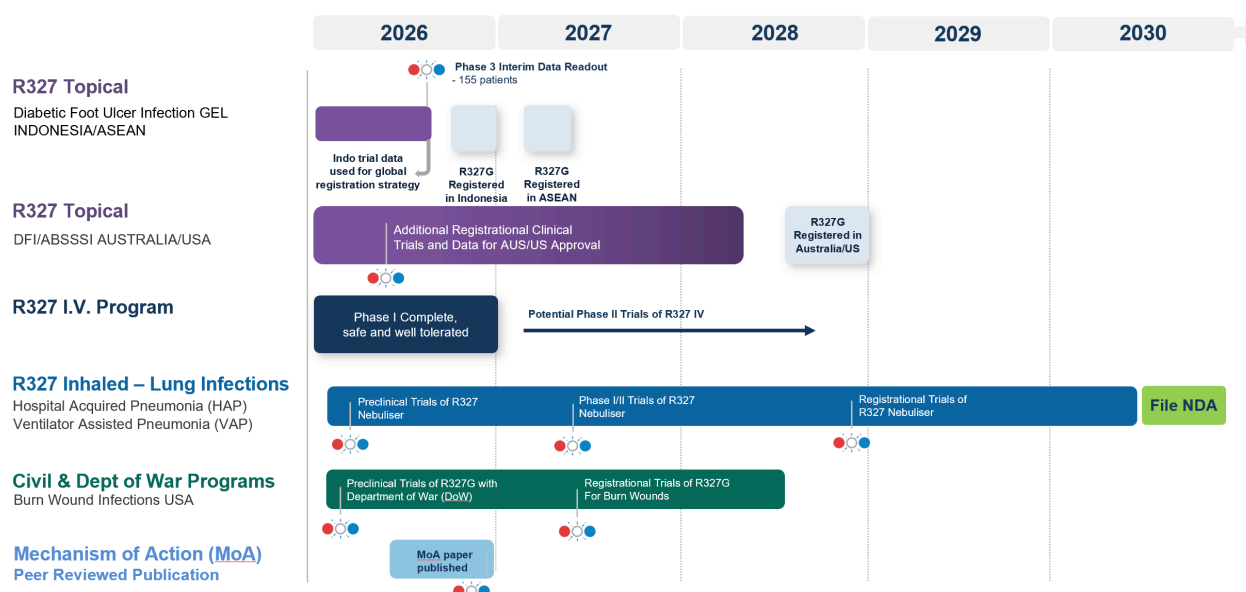 2026
2027
2028
2029
2030
Phase 3 Interim Data Readout
- 155 patients
R327 Topical
Diabetic Foot Ulcer Infection GEL
INDONESIA/ASEAN
Indo trial data
used for global
registration strategy
R327G
Registered
in Indonesia
R327G
Registered
in ASEAN
R327 Topical
DFI/ABSSSI AUSTRALIA/USA
Additional Registrational Clinical
Trials and Data for AUS/US Approval
R327G
Registered in
Australia/US
R327 I.V. Program
Phase I Complete,
safe and well tolerated
Potential Phase II Trials of R327 IV
R327 Inhaled – Lung Infections
Hospital Acquired Pneumonia (HAP)
Ventilator Assisted Pneumonia (VAP)
Preclinical Trials of R327
Nebuliser
Phase I/II Trials of R327
Nebuliser
Registrational Trials of
R327 Nebuliser
File NDA
Civil & Dept of War Programs
Burn Wound Infections USA
Preclinical Trials of R327G with
Department of War (DoW)
Registrational Trials of R327G
For Burn Wounds
Mechanism of Action (MoA)
Peer Reviewed Publication
MoA paper
published